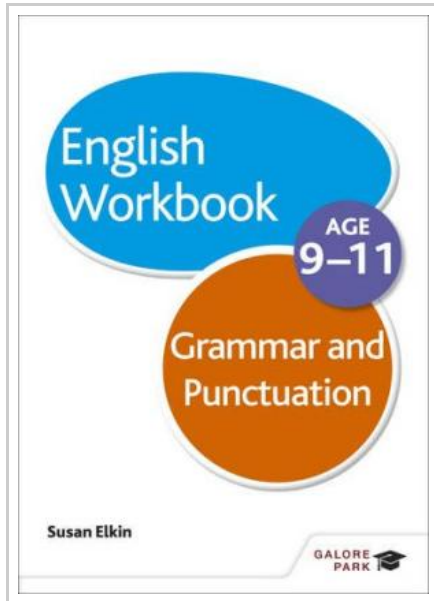 English
Workbook
AGE
9–11
Grammar and
Punctuation
Susan Elkin
GALORE
PARK